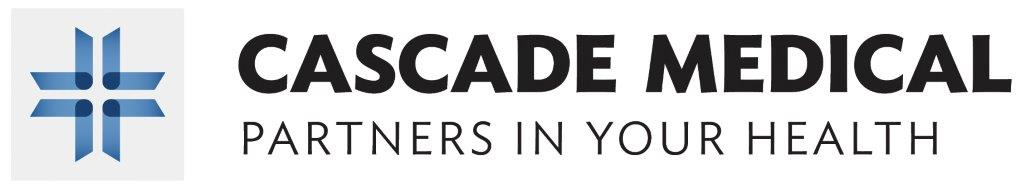 CASCADE MEDICAL
PARTNERS IN YOUR HEALTH